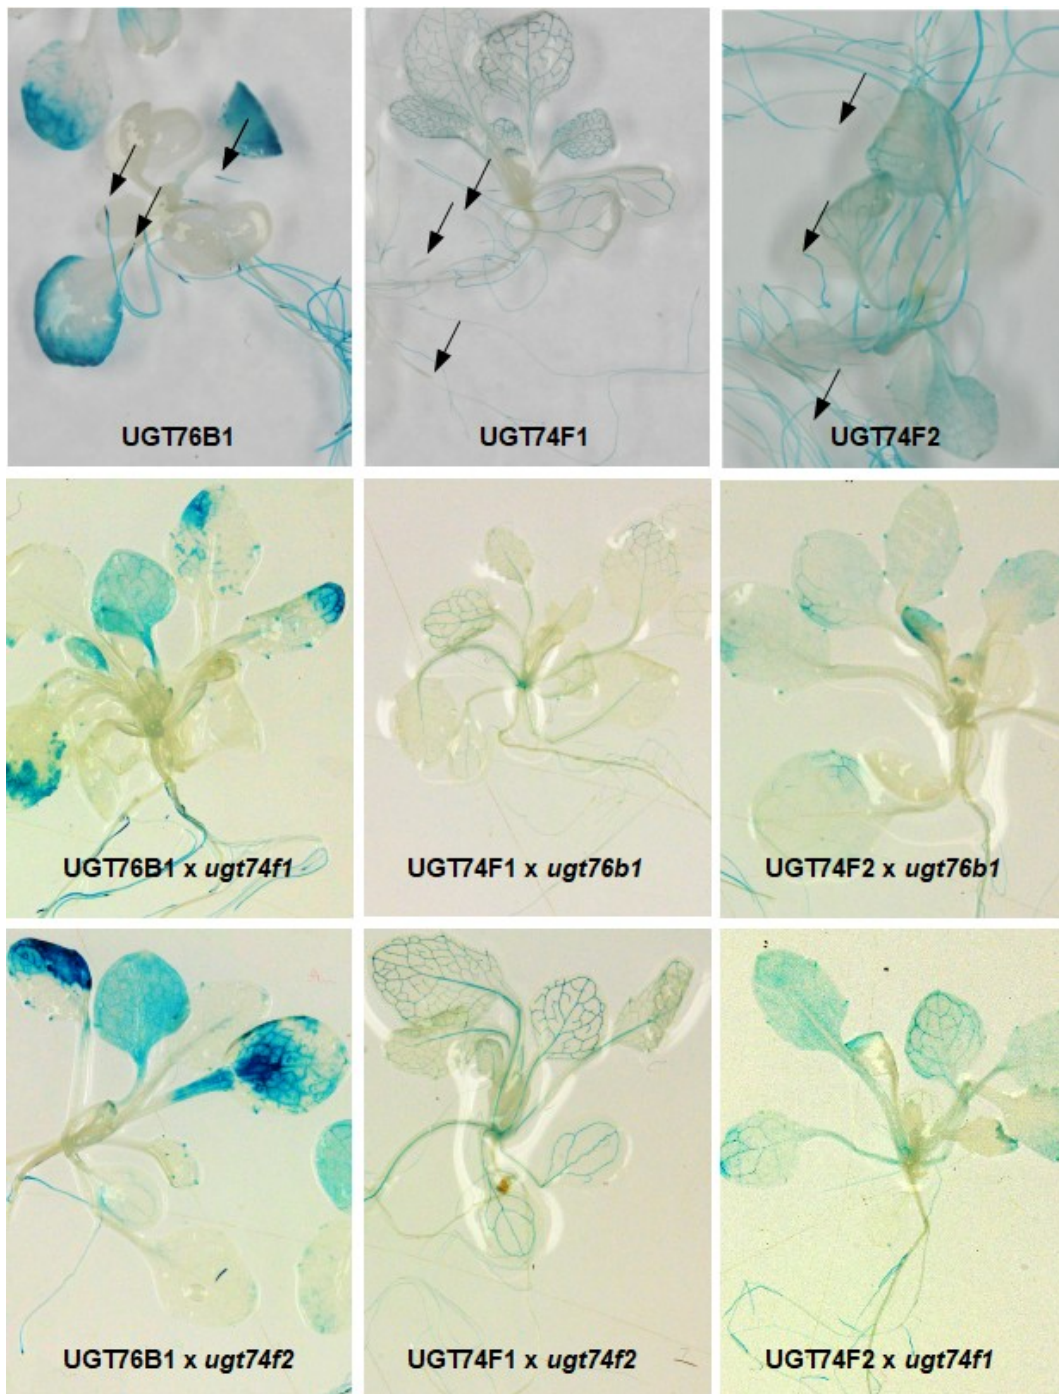 UGT76B1
UGT74F1
UGT74F2
UGT76B1 x ugt74f1
UGT74F1 x ugt76b1
UGT74F2 x ugt76b1
UGT76B1 x ugt74f2
UGT74F1 x ugt74f2
UGT74F2 x ugt74f1